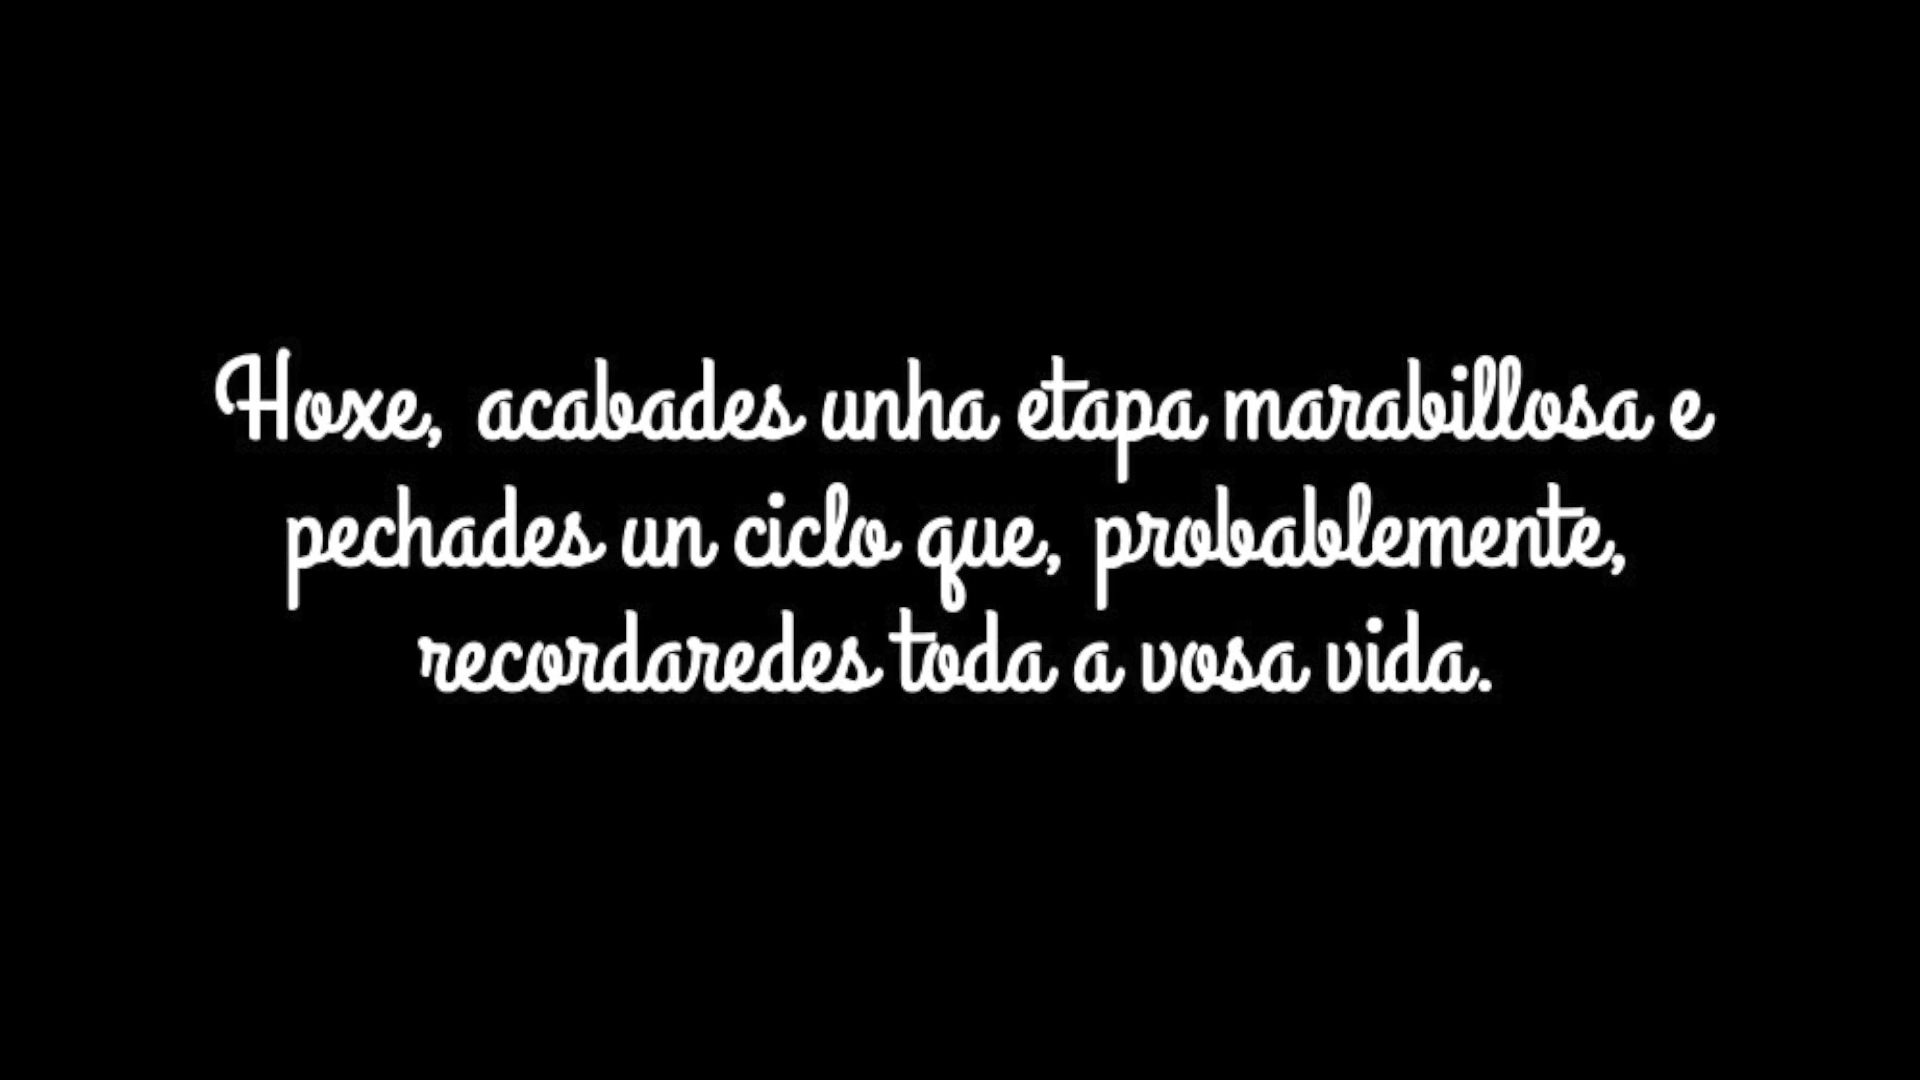 Hoxe, acabades unha etapa marabillosa e
pechades un ciclo que, probablemente,
recordaredes toda a vosa vida.